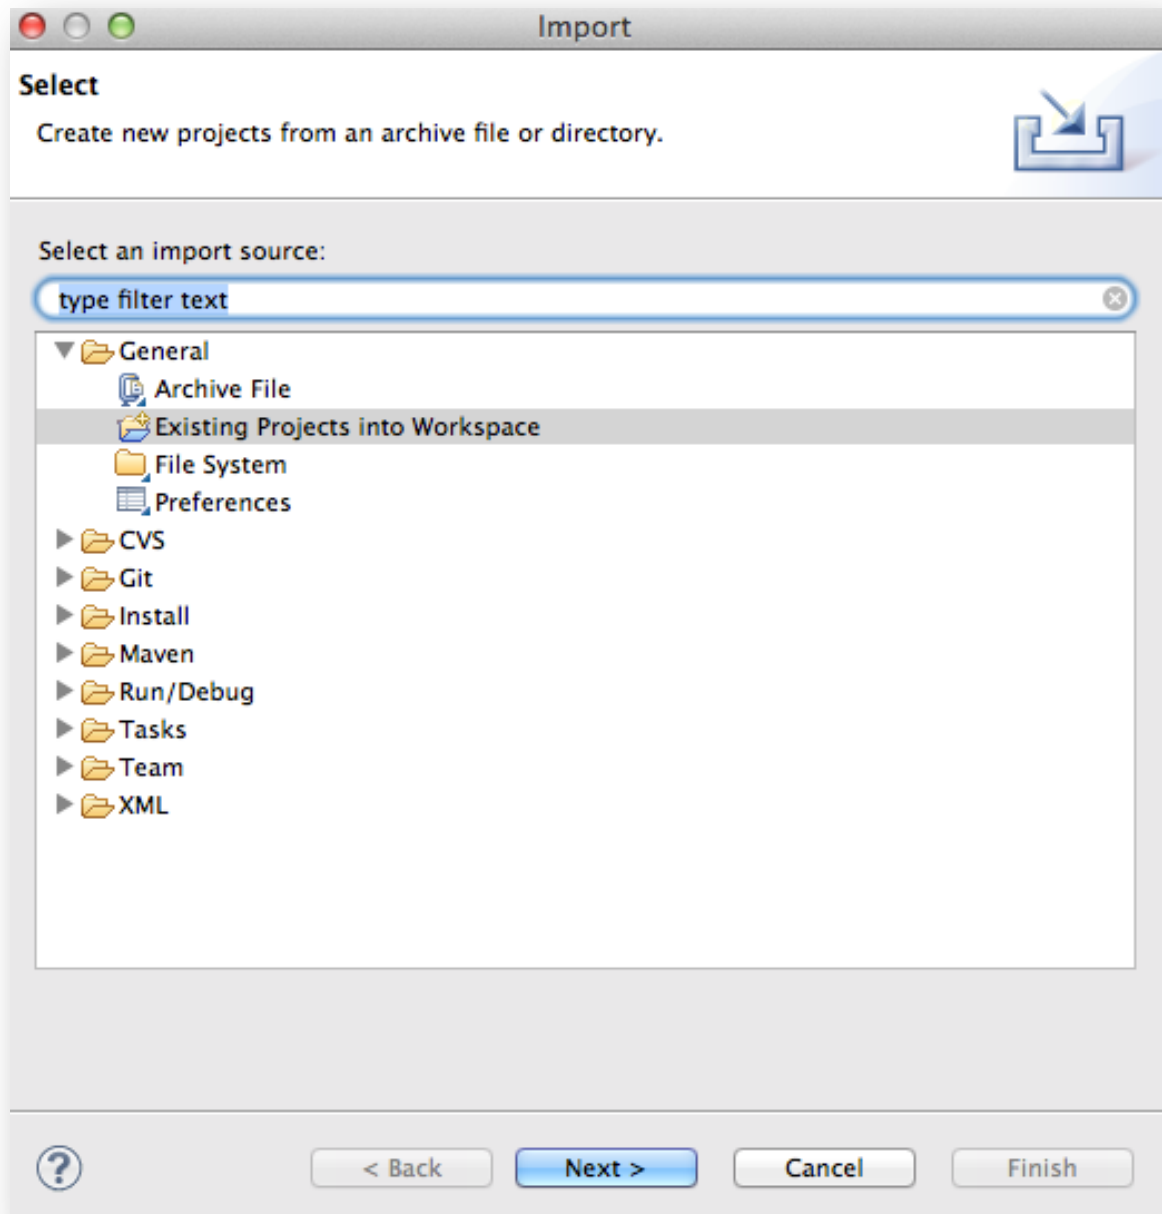 Import
Select
Create new projects from an archive file or directory.
Select an import source:
type filter text
General
Archive File
Existing Projects into Workspace
File System
Preferences
CVS
Git
Install
Maven
Run/Debug
Tasks
Team
XML
? < Back Next > Cancel Finish